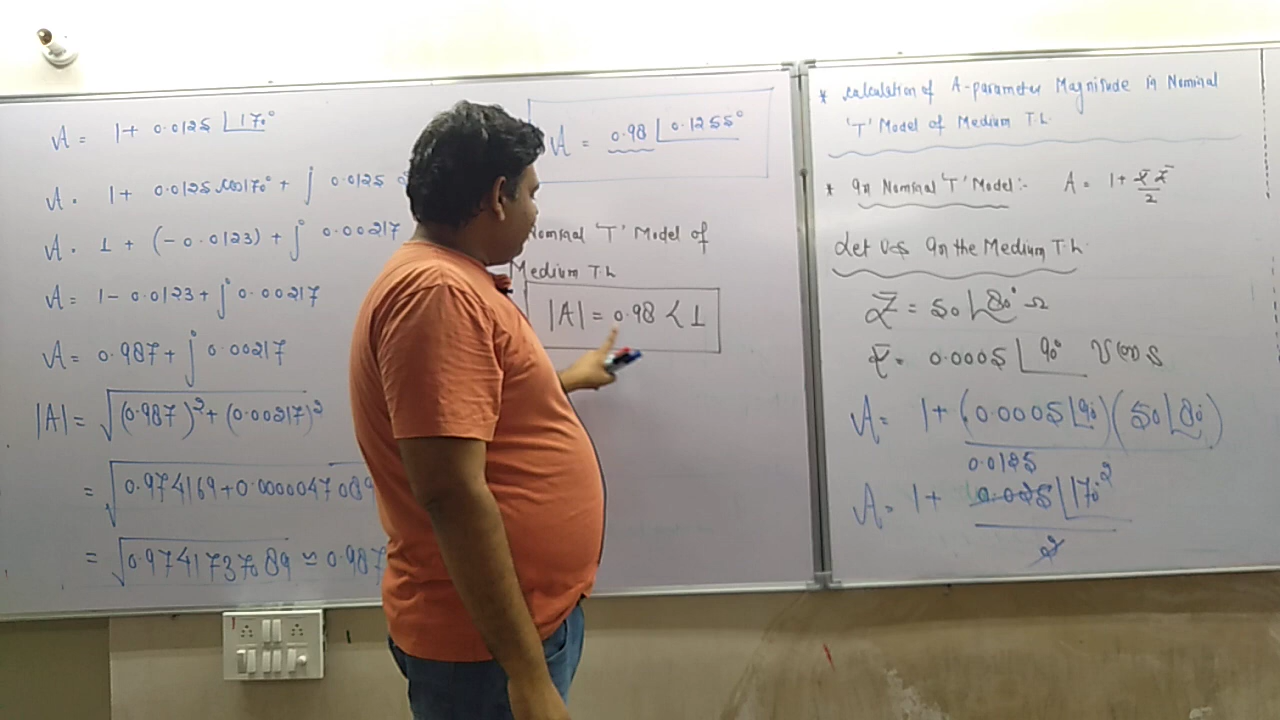 A = 1 + 0.0125 ∠170°
A = 1 + 0.0125 cos170° + j 0.0125
A = 1 + (-0.0123) + j 0.00217
A = 1 - 0.0123 + j 0.00217
A = 0.987 + j 0.00217
|A| = √(0.987)² + (0.00217)²
= √0.974169 + 0.0000047089
= √0.9741737089 ≃ 0.987
A = 0.98 ∠0.1255°
Nominal 'T' Model of
Medium T.L
|A| = 0.98 < 1
* Calculation of A-parameter Magnitude in Nominal
'T' Model of Medium T.L.
* In Nominal 'T' Model:- A = 1 + Y Z / 2
Let us In the Medium T.L.
Z = 50 ∠80° Ω
Y = 0.0005 ∠90°
A = 1 + (0.0005 ∠90°)(50 ∠80°)
2
0.0125
A = 1 + 0.025 ∠170°
2